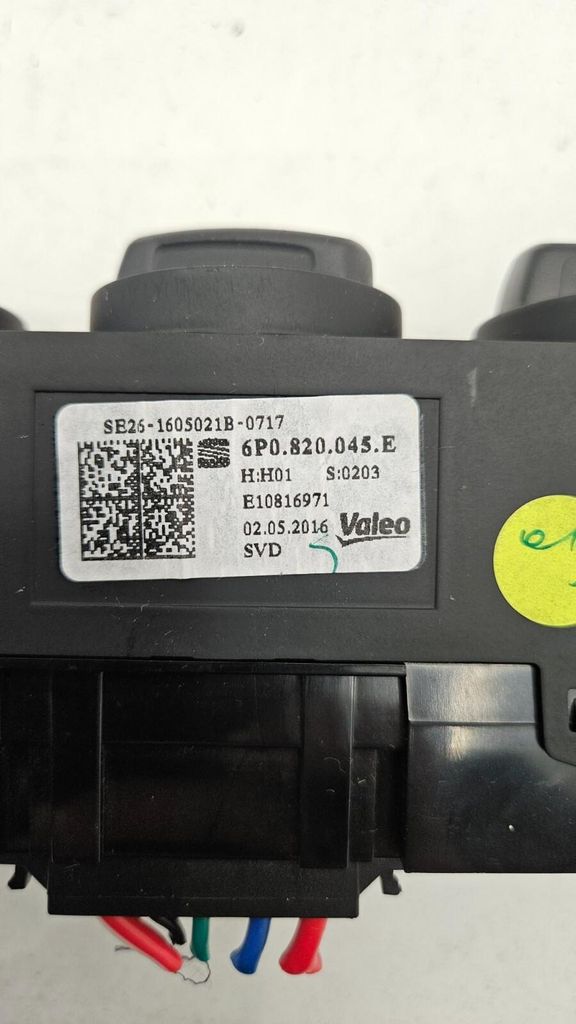 SE26-1605021B-0717
6P0.820.045.E
H:H01 S:0203
E10816971
02.05.2016 Valeo
SVD